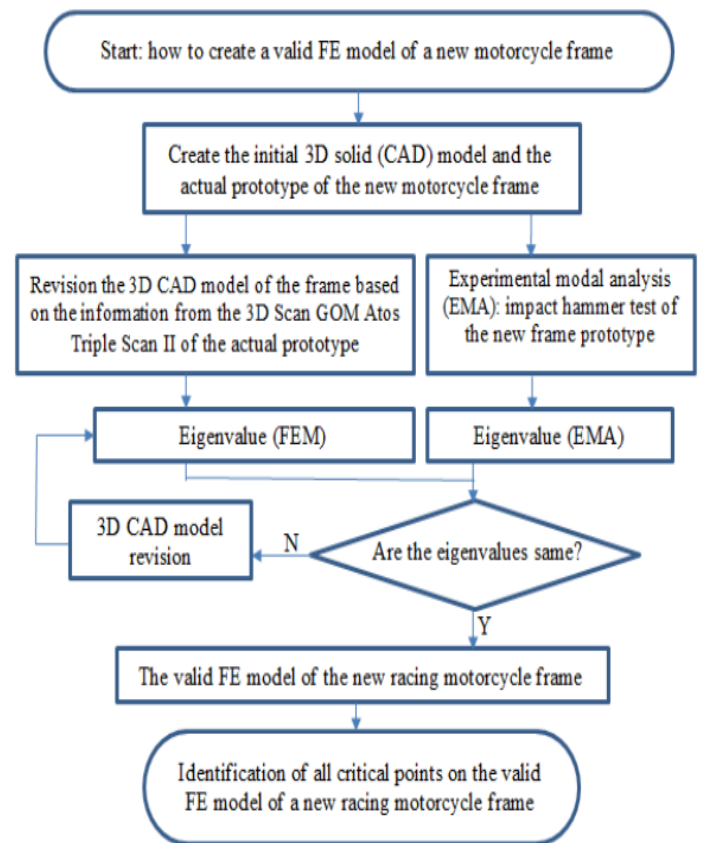 Start: how to create a valid FE model of a new motorcycle frame
Create the initial 3D solid (CAD) model and the
actual prototype of the new motorcycle frame
Revision the 3D CAD model of the frame based
on the information from the 3D Scan GOM Atos
Triple Scan II of the actual prototype
Experimental modal analysis
(EMA): impact hammer test of
the new frame prototype
Eigenvalue (FEM)
Eigenvalue (EMA)
3D CAD model
revision
N
Are the eigenvalues same?
Y
The valid FE model of the new racing motorcycle frame
Identification of all critical points on the valid
FE model of a new racing motorcycle frame